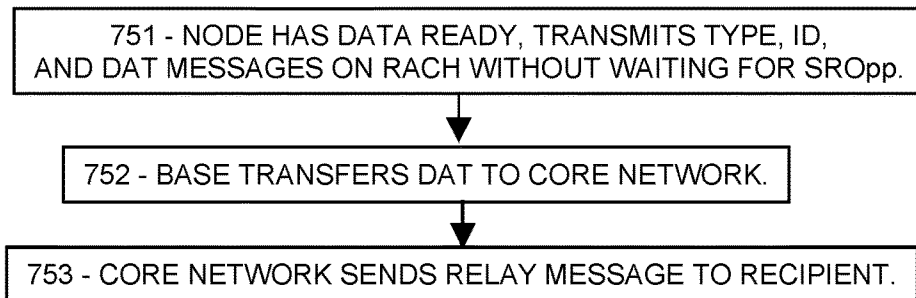 751 - NODE HAS DATA READY, TRANSMITS TYPE, ID,
AND DAT MESSAGES ON RACH WITHOUT WAITING FOR SROpp.
752 - BASE TRANSFERS DAT TO CORE NETWORK.
753 - CORE NETWORK SENDS RELAY MESSAGE TO RECIPIENT.